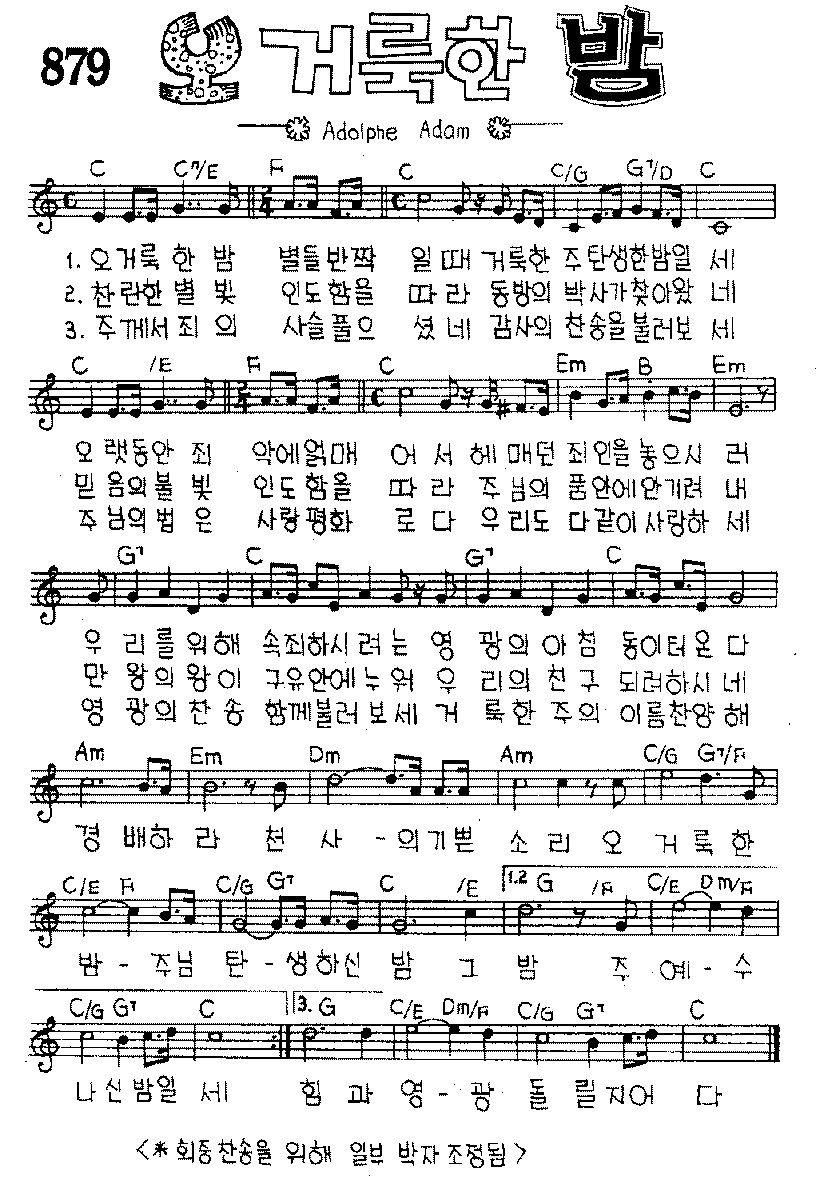 879 오 거룩한 밤
Adolphe Adam
C C7/E F C C/G G7/D C
1. 오 거룩 한 밤 별들반짝 일 때 거룩한 주탄생한밤일 세
2. 찬란한 별 빛 인도함을 따 라 동방의 박사가찾아왔 네
3. 주께서 죄 의 사슬풀으 셨 네 감사의 찬송을불러보 세
C /E F C Em B Em
오 랫동안 죄 악에얽매 어 서 헤매던 죄인을놓으시 러
믿 음의불 빛 인도함을 따 라 주님의 품안에안기려 내
주 님의법 은 사랑평화 로 다 우리도 다같이사랑하 세
G7 C G7 C
우 리를위해 속죄하시 려는 영 광의아침 동이터온 다
만 왕의왕이 구유안에누워 우 리의친구 되려하시 네
영 광의찬송 함께불러보세 거 룩한주의 이름찬양 해
Am Em Dm Am C/G G7/F
경 배하 라 천 사 - 의기쁜 소 리 오 거 룩 한
C/E F C/G G7 C /E 1.2 G /F C/E Dm/F
밤 - 주님 탄 - 생하신 밤 그 밤 주 예 - 수
C/G G7 C 3. G C/E Dm/F C/G G7 C
나신밤일 세 힘 과 영 - 광 돌 릴지어 다
<*회중찬송을 위해 일부 박자조정됨>